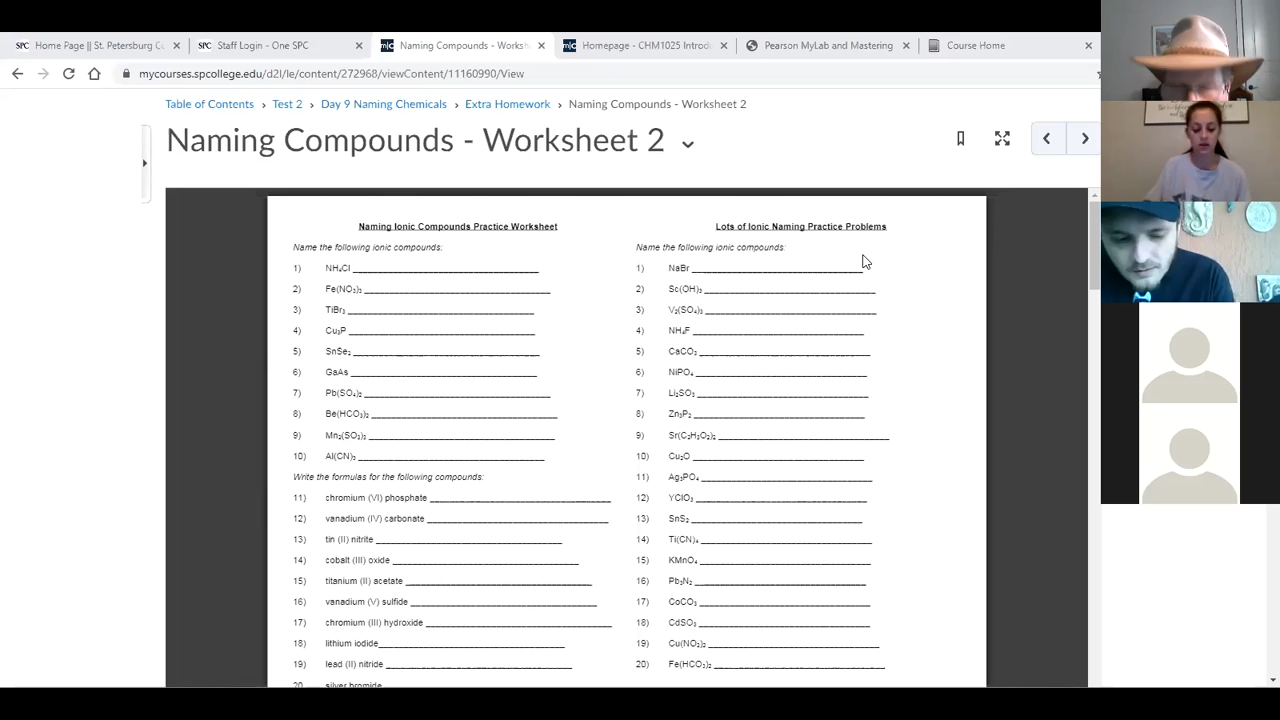 Home Page || St. Petersburg Co
Staff Login - One SPC
Naming Compounds - Worksh
Homepage - CHM1025 Introdu
Pearson MyLab and Mastering
Course Home
mycourses.spcollege.edu/d2l/le/content/272968/viewContent/11160990/View
Table of Contents > Test 2 > Day 9 Naming Chemicals > Extra Homework > Naming Compounds - Worksheet 2
Naming Compounds - Worksheet 2
Naming Ionic Compounds Practice Worksheet
Name the following ionic compounds:
1) NH₄Cl
2) Fe(NO₃)₂
3) TiBr₃
4) Cu₃P
5) SnSe₂
6) GaAs
7) Pb(SO₄)₂
8) Be(HCO₃)₂
9) Mn₂(SO₃)₃
10) Al(CN)₃
Write the formulas for the following compounds:
11) chromium (VI) phosphate
12) vanadium (IV) carbonate
13) tin (II) nitrite
14) cobalt (III) oxide
15) titanium (II) acetate
16) vanadium (V) sulfide
17) chromium (III) hydroxide
18) lithium iodide
19) lead (II) nitride
20 silver bromide
Lots of Ionic Naming Practice Problems
Name the following ionic compounds:
1) NaBr
2) Sc(OH)₃
3) V₂(SO₄)₃
4) NH₄F
5) CaCO₃
6) NiPO₄
7) Li₂SO₃
8) Zn₃P₂
9) Sr(C₂H₃O₂)₂
10) Cu₂O
11) Ag₃PO₄
12) YClO₃
13) SnS₂
14) Ti(CN)₄
15) KMnO₄
16) Pb₃N₂
17) CoCO₃
18) CdSO₃
19) Cu(NO₂)₂
20) Fe(HCO₃)₂